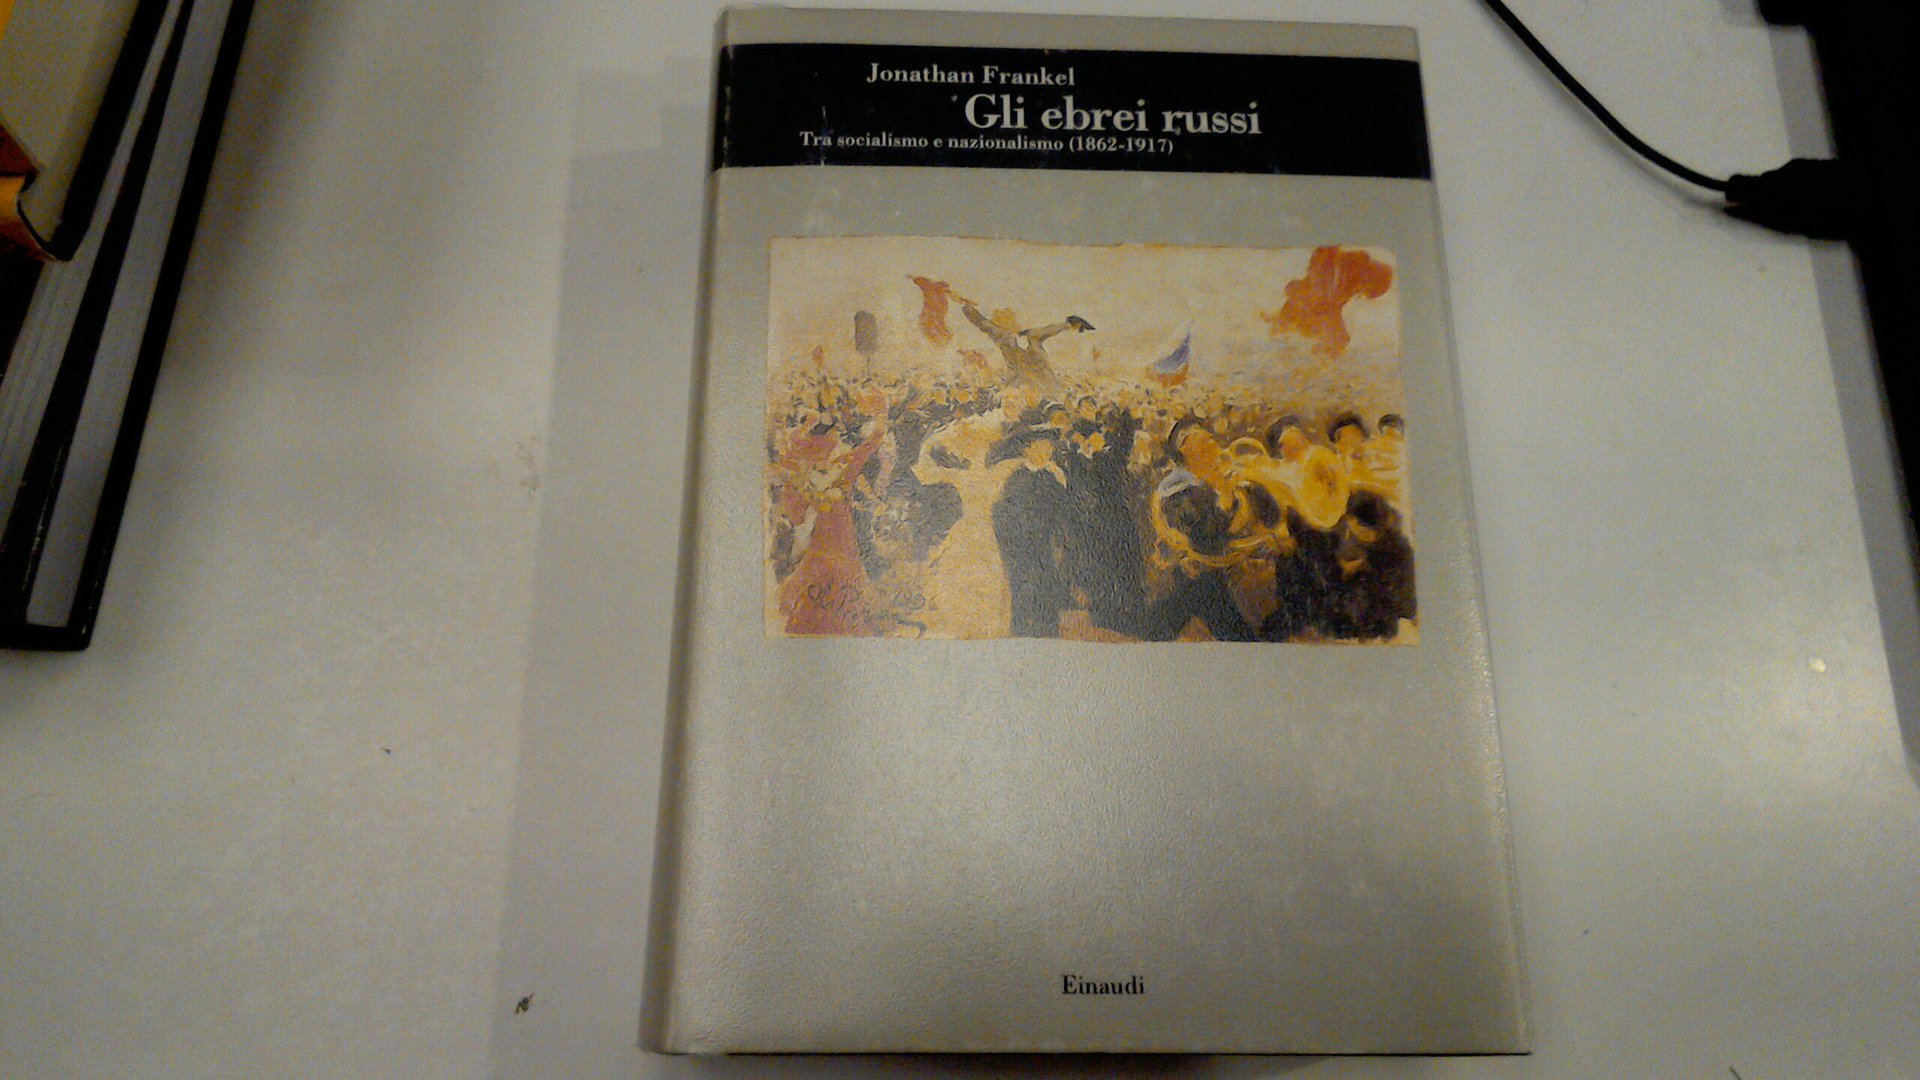 Jonathan Frankel
Gli ebrei russi
Tra socialismo e nazionalismo (1862-1917)
Einaudi